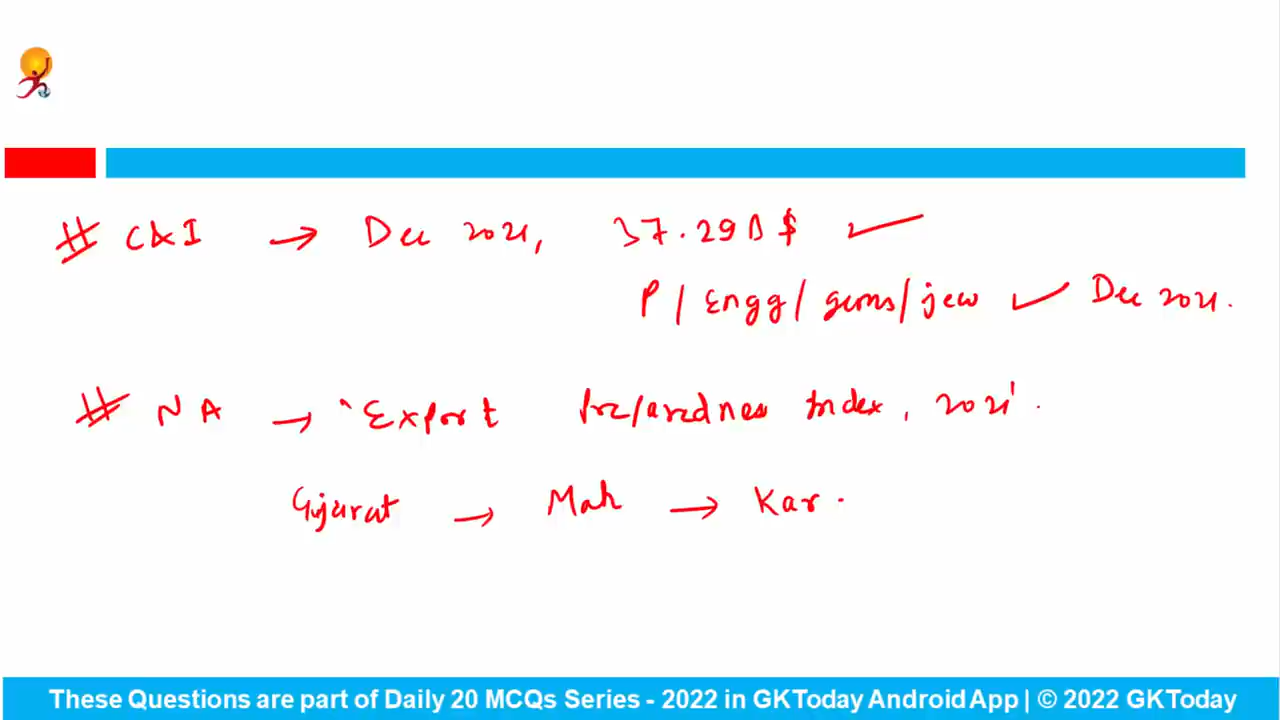 # C&I → Dec 2021, 37.29 B $ ✓
P / Engg / gems / jew ✓ Dec 2021.
# NA → 'Export Preparedness Index, 2021'.
Gujarat → Mah → Kar.
These Questions are part of Daily 20 MCQs Series - 2022 in GKToday Android App | © 2022 GKToday